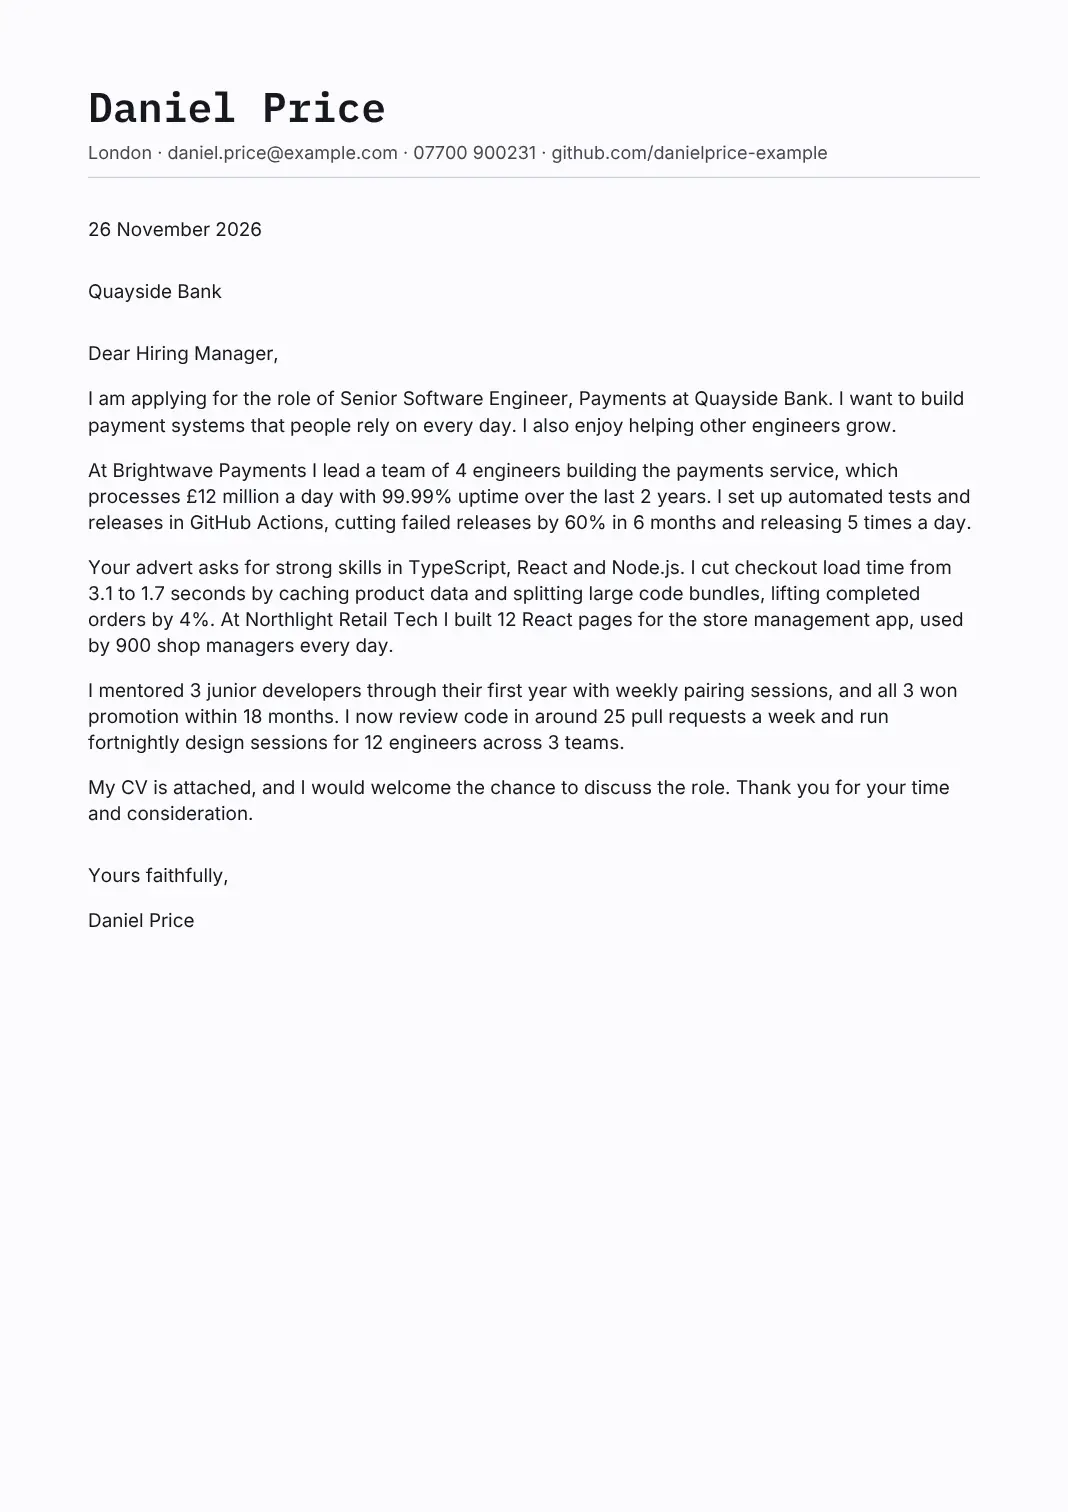 Daniel Price
London · daniel.price@example.com · 07700 900231 · github.com/danielprice-example
26 November 2026
Quayside Bank
Dear Hiring Manager,
I am applying for the role of Senior Software Engineer, Payments at Quayside Bank. I want to build
payment systems that people rely on every day. I also enjoy helping other engineers grow.
At Brightwave Payments I lead a team of 4 engineers building the payments service, which
processes £12 million a day with 99.99% uptime over the last 2 years. I set up automated tests and
releases in GitHub Actions, cutting failed releases by 60% in 6 months and releasing 5 times a day.
Your advert asks for strong skills in TypeScript, React and Node.js. I cut checkout load time from
3.1 to 1.7 seconds by caching product data and splitting large code bundles, lifting completed
orders by 4%. At Northlight Retail Tech I built 12 React pages for the store management app, used
by 900 shop managers every day.
I mentored 3 junior developers through their first year with weekly pairing sessions, and all 3 won
promotion within 18 months. I now review code in around 25 pull requests a week and run
fortnightly design sessions for 12 engineers across 3 teams.
My CV is attached, and I would welcome the chance to discuss the role. Thank you for your time
and consideration.
Yours faithfully,
Daniel Price